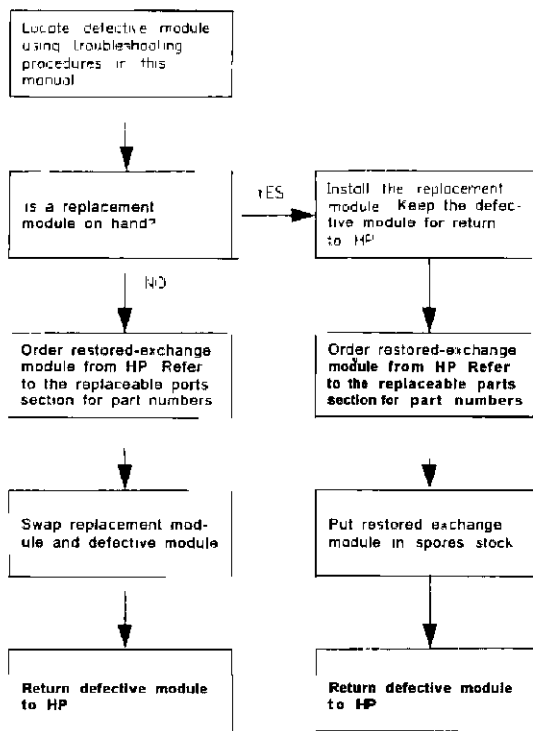 Locate defective module
using troubleshooting
procedures in this
manual
is a replacement
module on hand?
YES
Install the replacement
module Keep the defec-
tive module for return
to HP
NO
Order restored-exchange
module from HP Refer
to the replaceable ports
section for part numbers
Order restored-exchange
module from HP Refer
to the replaceable parts
section for part numbers
Swap replacement mod-
ule and defective module
Put restored exchange
module in spores stock
Return defective module
to HP
Return defective module
to HP